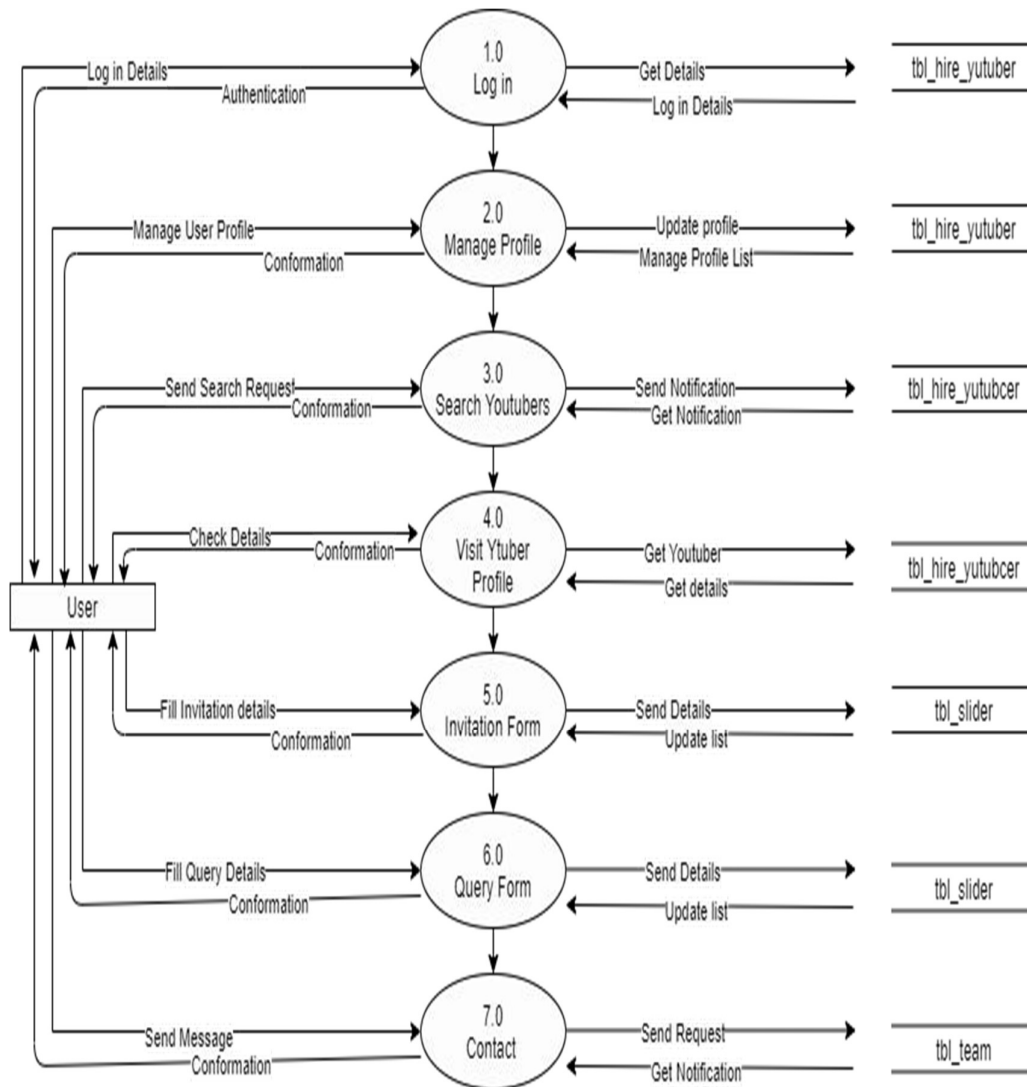 1.0
Log in
Log in Details
Authentication
Get Details
Log in Details
tbl_hire_yutuber
2.0
Manage Profile
Manage User Profile
Conformation
Update profile
Manage Profile List
tbl_hire_yutuber
3.0
Search Youtubers
Send Search Request
Conformation
Send Notification
Get Notification
tbl_hire_yutubcer
4.0
Visit Ytuber
Profile
Check Details
Conformation
Get Youtuber
Get details
tbl_hire_yutubcer
User
5.0
Invitation Form
Fill Invitation details
Conformation
Send Details
Update list
tbl_slider
6.0
Query Form
Fill Query Details
Conformation
Send Details
Update list
tbl_slider
7.0
Contact
Send Message
Conformation
Send Request
Get Notification
tbl_team